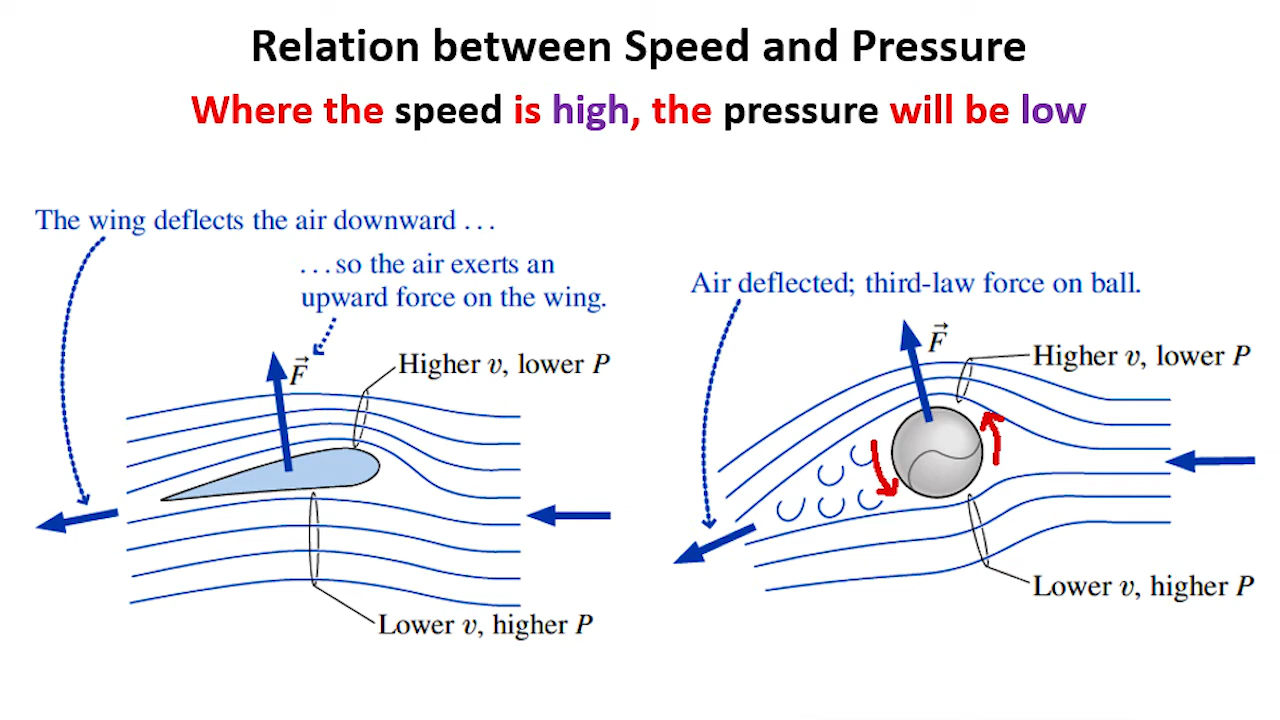 Relation between Speed and Pressure
Where the speed is high, the pressure will be low
The wing deflects the air downward . . .
. . . so the air exerts an
upward force on the wing.
F⃗
Higher v, lower P
Lower v, higher P
Air deflected; third-law force on ball.
F⃗
Higher v, lower P
Lower v, higher P